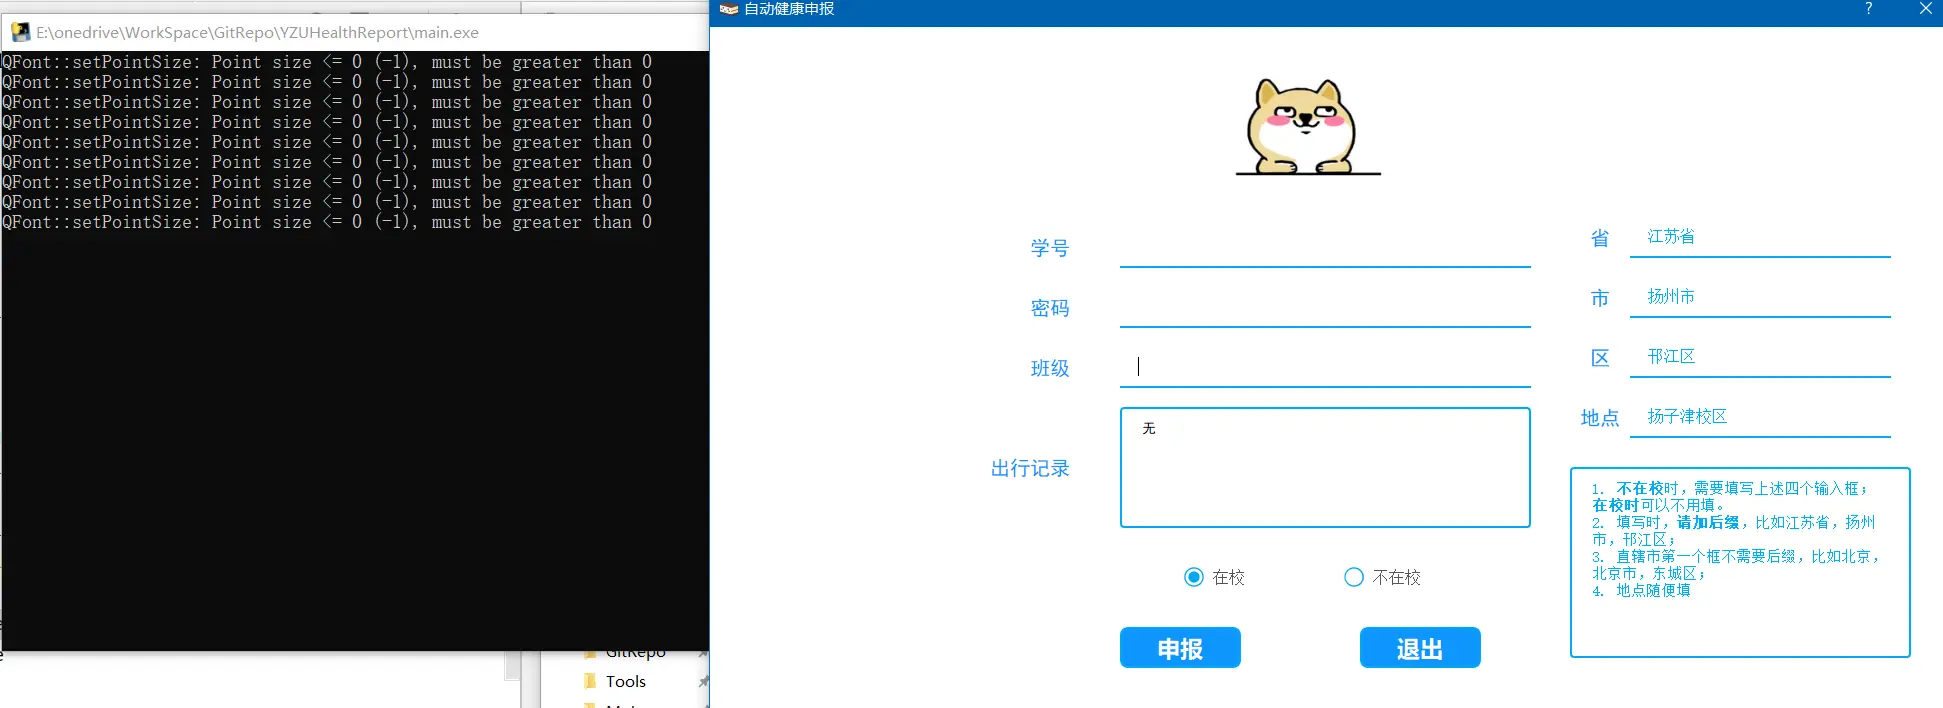 E:\onedrive\WorkSpace\GitRepo\YZUHealthReport\main.exe
QFont::setPointSize: Point size <= 0 (-1), must be greater than 0
QFont::setPointSize: Point size <= 0 (-1), must be greater than 0
QFont::setPointSize: Point size <= 0 (-1), must be greater than 0
QFont::setPointSize: Point size <= 0 (-1), must be greater than 0
QFont::setPointSize: Point size <= 0 (-1), must be greater than 0
QFont::setPointSize: Point size <= 0 (-1), must be greater than 0
QFont::setPointSize: Point size <= 0 (-1), must be greater than 0
QFont::setPointSize: Point size <= 0 (-1), must be greater than 0
QFont::setPointSize: Point size <= 0 (-1), must be greater than 0
GitRepo
Tools
自动健康申报
学号
密码
班级
出行记录
无
在校
不在校
申报
退出
省 江苏省
市 扬州市
区 邗江区
地点 扬子津校区
1. 不在校时，需要填写上述四个输入框；
在校时可以不用填。
2. 填写时，请加后缀，比如江苏省，扬州
市，邗江区；
3. 直辖市第一个框不需要后缀，比如北京，
北京市，东城区；
4. 地点随便填